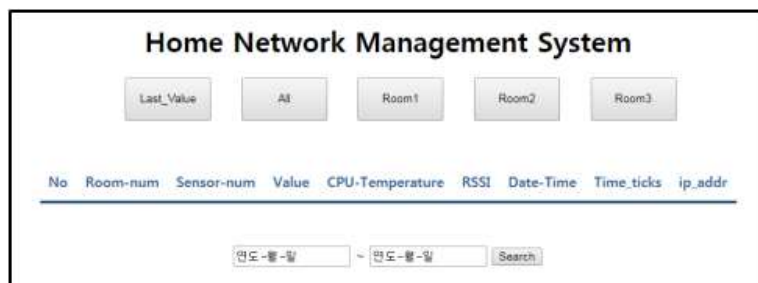 Home Network Management System
Last_Value All Room1 Room2 Room3
No Room-num Sensor-num Value CPU-Temperature RSSI Date-Time Time_ticks ip_addr
연도-월-일 ~ 연도-월-일 Search